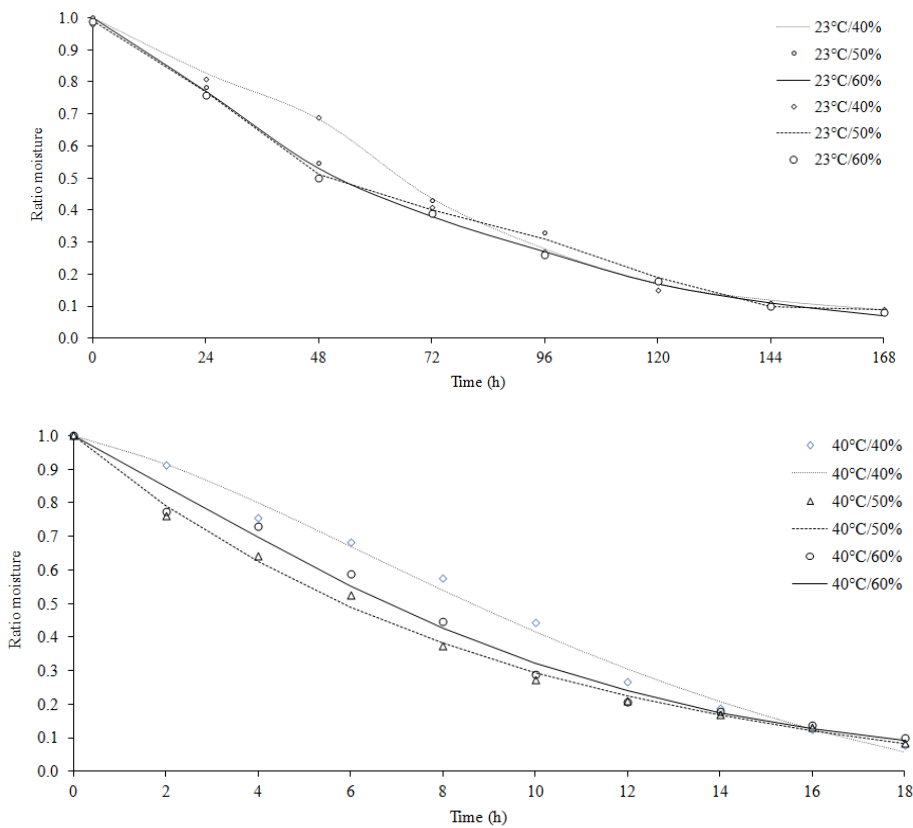 1.0
0.9
0.8
0.7
0.6
0.5
0.4
0.3
0.2
0.1
0.0
Ratio moisture
23°C/40%
23°C/50%
23°C/60%
23°C/40%
23°C/50%
23°C/60%
0 24 48 72 96 120 144 168
Time (h)
1.0
0.9
0.8
0.7
0.6
0.5
0.4
0.3
0.2
0.1
0.0
Ratio moisture
40°C/40%
40°C/40%
40°C/50%
40°C/50%
40°C/60%
40°C/60%
0 2 4 6 8 10 12 14 16 18
Time (h)